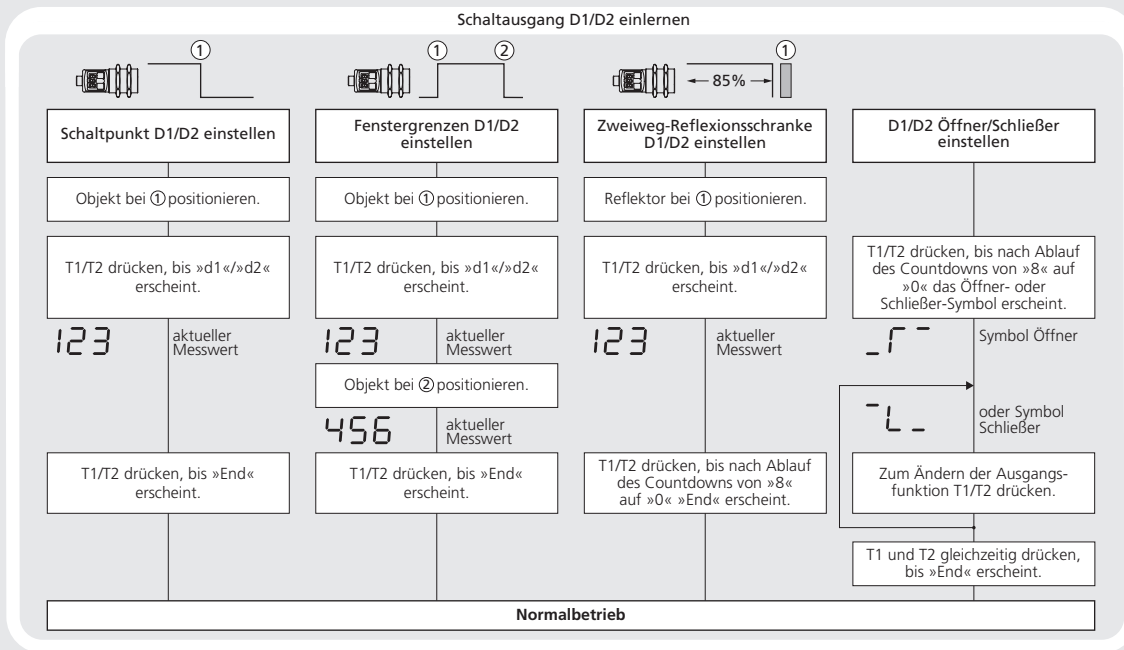 Schaltausgang D1/D2 einlernen
①
Schaltpunkt D1/D2 einstellen
Objekt bei ① positionieren.
T1/T2 drücken, bis »d1«/»d2«
erscheint.
123
aktueller
Messwert
T1/T2 drücken, bis »End«
erscheint.
① ②
Fenstergrenzen D1/D2
einstellen
Objekt bei ① positionieren.
T1/T2 drücken, bis »d1«/»d2«
erscheint.
123
aktueller
Messwert
Objekt bei ② positionieren.
456
aktueller
Messwert
T1/T2 drücken, bis »End«
erscheint.
①
85%
Zweiweg-Reflexionsschranke
D1/D2 einstellen
Reflektor bei ① positionieren.
T1/T2 drücken, bis »d1«/»d2«
erscheint.
123
aktueller
Messwert
T1/T2 drücken, bis nach Ablauf
des Countdowns von »8«
auf »0« »End« erscheint.
D1/D2 Öffner/Schließer
einstellen
T1/T2 drücken, bis nach Ablauf
des Countdowns von »8« auf
»0« das Öffner- oder
Schließer-Symbol erscheint.
Symbol Öffner
oder Symbol
Schließer
Zum Ändern der Ausgangs-
funktion T1/T2 drücken.
T1 und T2 gleichzeitig drücken,
bis »End« erscheint.
Normalbetrieb